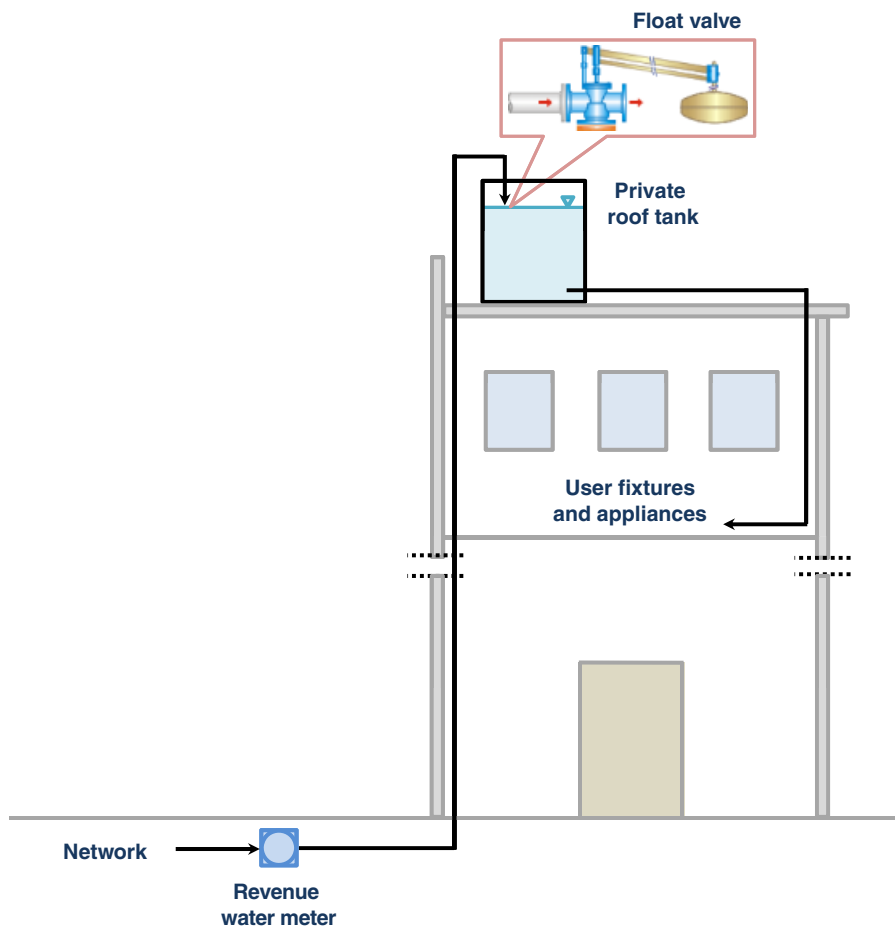 Float valve
Private
roof tank
User fixtures
and appliances
Network
Revenue
water meter